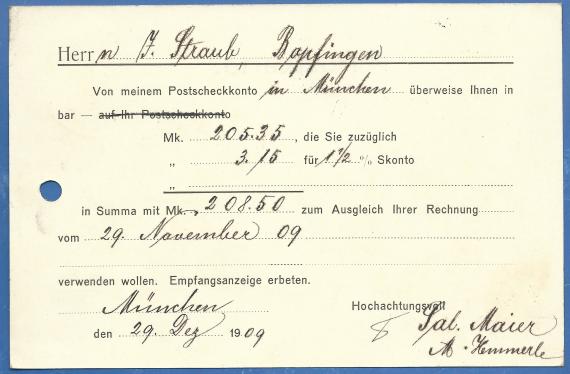 Herrn J. Straub, Bopfingen
Von meinem Postscheckkonto in München überweise Ihnen in
bar — auf Ihr Postscheckkonto
Mk. 205.35, die Sie zuzüglich
„ 3.15 für 1 1/2 % Skonto
„
in Summa mit Mk. 208.50 zum Ausgleich Ihrer Rechnung
vom 29. November 09
verwenden wollen. Empfangsanzeige erbeten.
München
Hochachtungsvoll
den 29. Dez 1909
Sal. Maier
M. Hemmerle